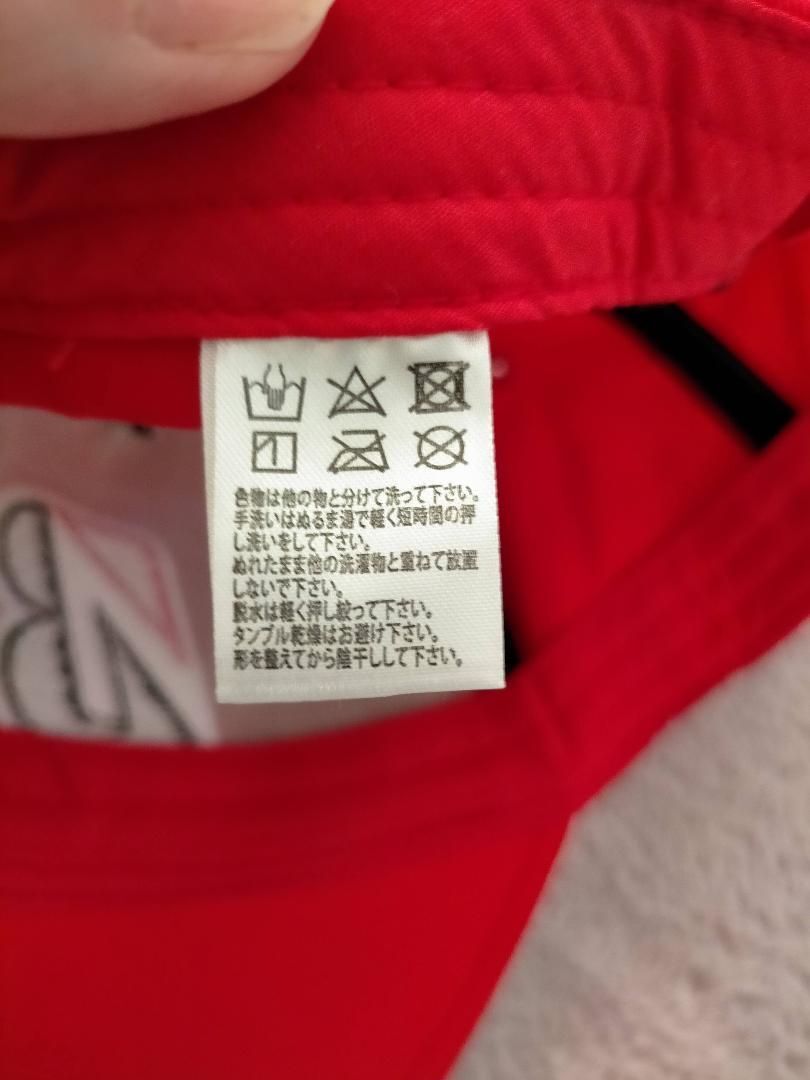 色物は他の物と分けて洗って下さい。
手洗いはぬるま湯で軽く短時間の押
し洗いをして下さい。
ぬれたまま他の洗濯物と重ねて放置
しないで下さい。
脱水は軽く押し絞って下さい。
タンブル乾燥はお避け下さい。
形を整えてから陰干しして下さい。